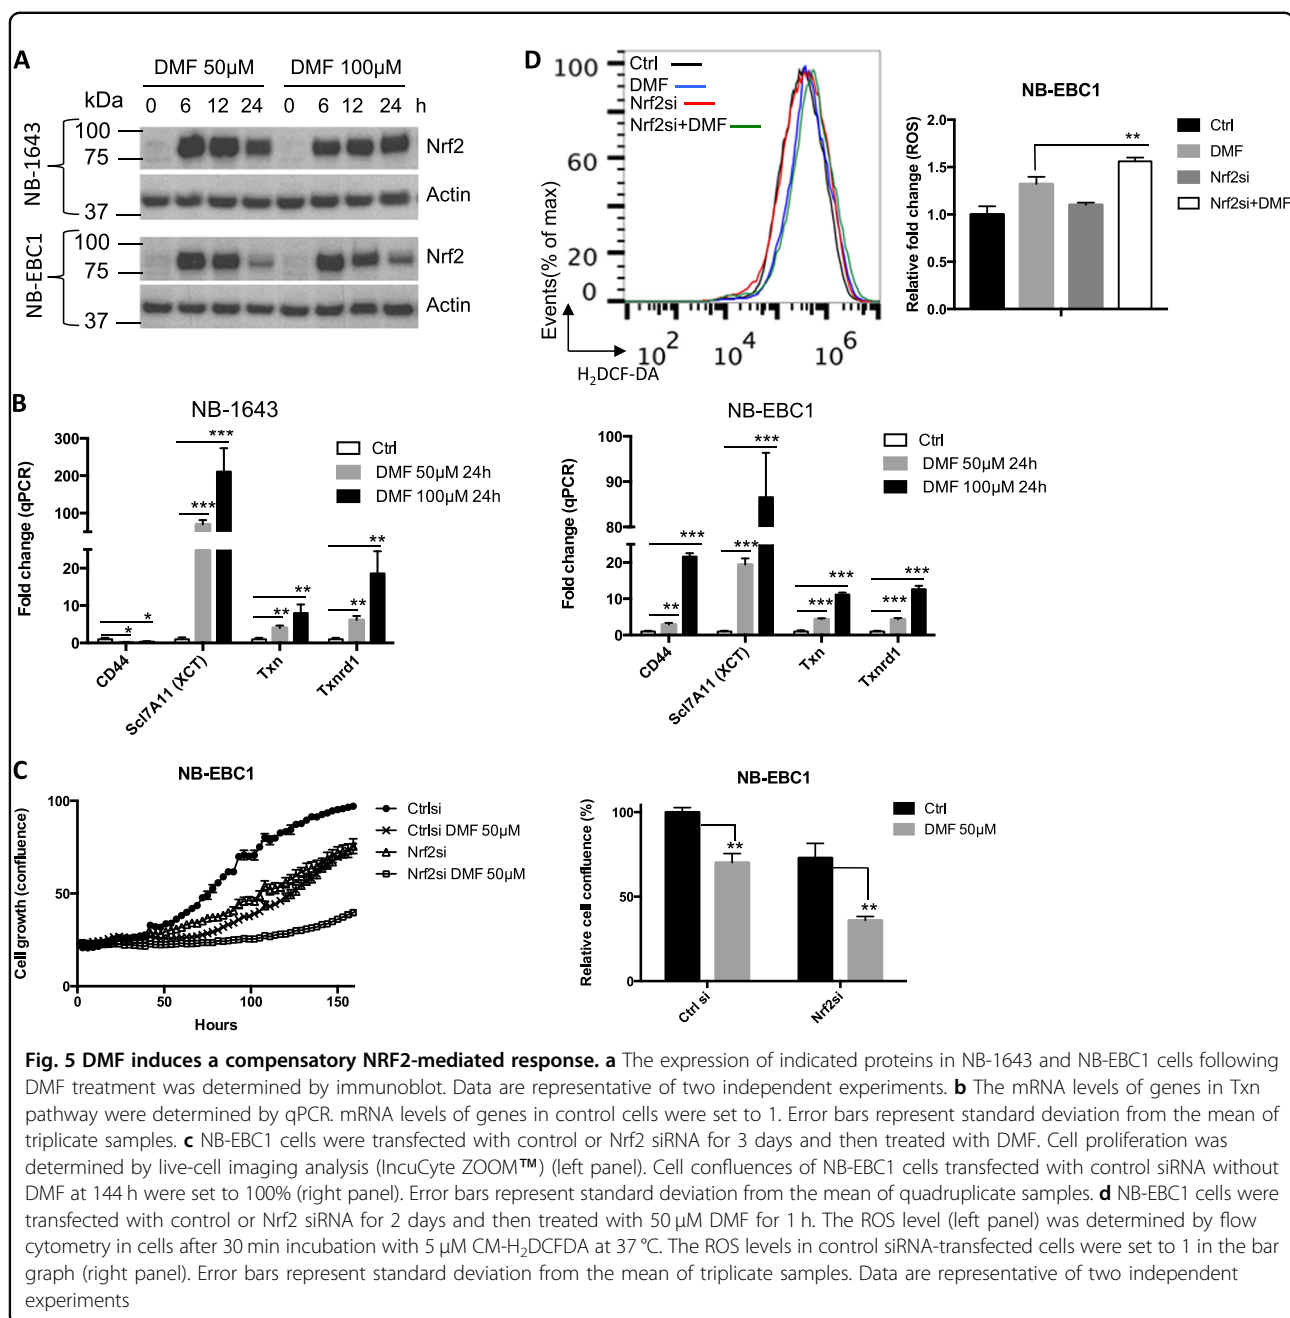 A
DMF 50µM DMF 100µM
kDa 0 6 12 24 0 6 12 24 h
NB-1643
100
75
Nrf2
37
Actin
NB-EBC1
100
75
Nrf2
37
Actin
D
Ctrl
DMF
Nrf2si
Nrf2si+DMF
Events(% of max)
100
80
60
40
20
0
10² 10⁴ 10⁶
H₂DCF-DA
NB-EBC1
Relative fold change (ROS)
2.0
1.5
1.0
0.5
0.0
**
Ctrl
DMF
Nrf2si
Nrf2si+DMF
B
NB-1643
Fold change (qPCR)
300
200
100
20
10
0
Ctrl
DMF 50µM 24h
DMF 100µM 24h
* * *** *** ** ** ** **
CD44
Scl7A11 (XCT)
Txn
Txnrd1
NB-EBC1
Fold change (qPCR)
100
90
80
20
10
0
Ctrl
DMF 50µM 24h
DMF 100µM 24h
** *** *** *** *** *** *** ***
CD44
Scl7A11 (XCT)
Txn
Txnrd1
C
NB-EBC1
Cell growth (confluence)
100
50
0
0 50 100 150
Hours
Ctrlsi
Ctrlsi DMF 50µM
Nrf2si
Nrf2si DMF 50µM
NB-EBC1
Relative cell confluence (%)
100
50
0
** **
Ctrl si
Nrf2si
Ctrl
DMF 50µM
Fig. 5 DMF induces a compensatory NRF2-mediated response. a The expression of indicated proteins in NB-1643 and NB-EBC1 cells following
DMF treatment was determined by immunoblot. Data are representative of two independent experiments. b The mRNA levels of genes in Txn
pathway were determined by qPCR. mRNA levels of genes in control cells were set to 1. Error bars represent standard deviation from the mean of
triplicate samples. c NB-EBC1 cells were transfected with control or Nrf2 siRNA for 3 days and then treated with DMF. Cell proliferation was
determined by live-cell imaging analysis (IncuCyte ZOOM™) (left panel). Cell confluences of NB-EBC1 cells transfected with control siRNA without
DMF at 144 h were set to 100% (right panel). Error bars represent standard deviation from the mean of quadruplicate samples. d NB-EBC1 cells were
transfected with control or Nrf2 siRNA for 2 days and then treated with 50 µM DMF for 1 h. The ROS level (left panel) was determined by flow
cytometry in cells after 30 min incubation with 5 µM CM-H₂DCFDA at 37 °C. The ROS levels in control siRNA-transfected cells were set to 1 in the bar
graph (right panel). Error bars represent standard deviation from the mean of triplicate samples. Data are representative of two independent
experiments